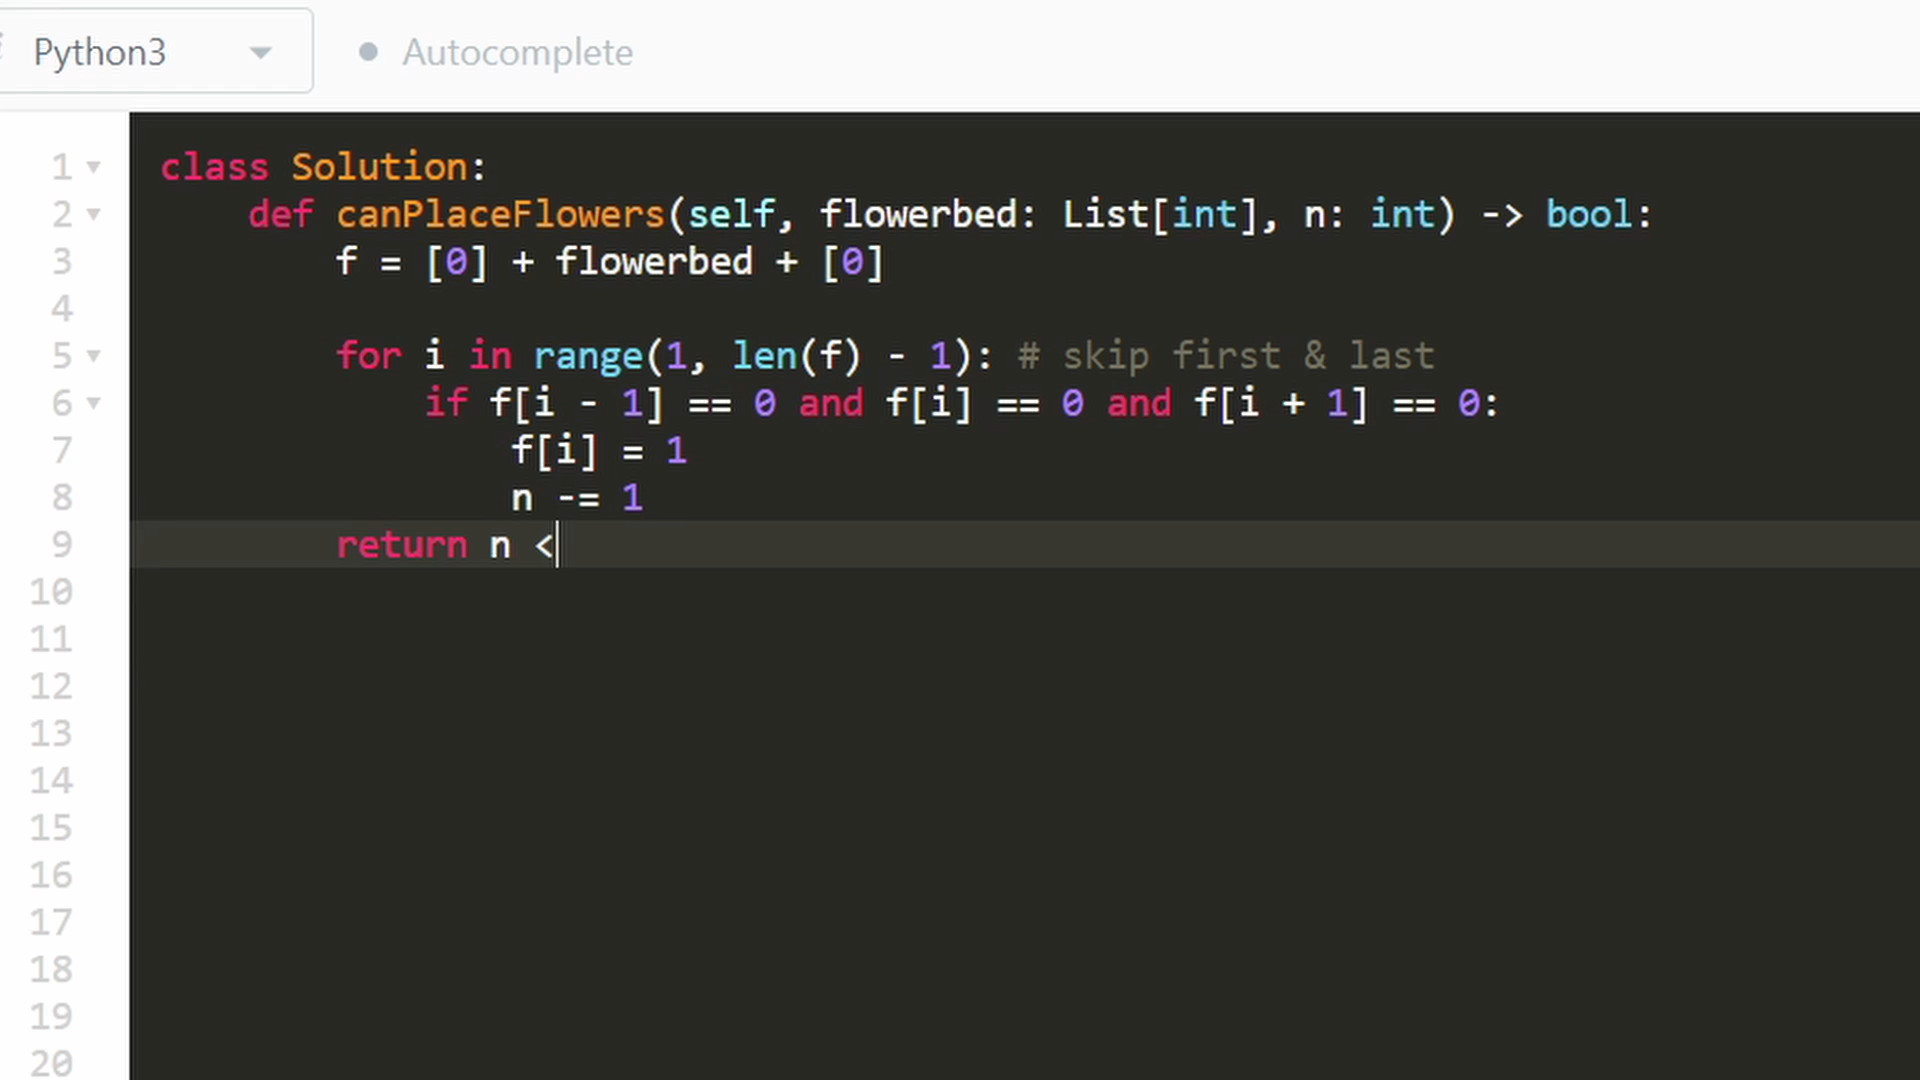 Python3 Autocomplete
1 class Solution:
2 def canPlaceFlowers(self, flowerbed: List[int], n: int) -> bool:
3 f = [0] + flowerbed + [0]
4
5 for i in range(1, len(f) - 1): # skip first & last
6 if f[i - 1] == 0 and f[i] == 0 and f[i + 1] == 0:
7 f[i] = 1
8 n -= 1
9 return n <
10
11
12
13
14
15
16
17
18
19
20